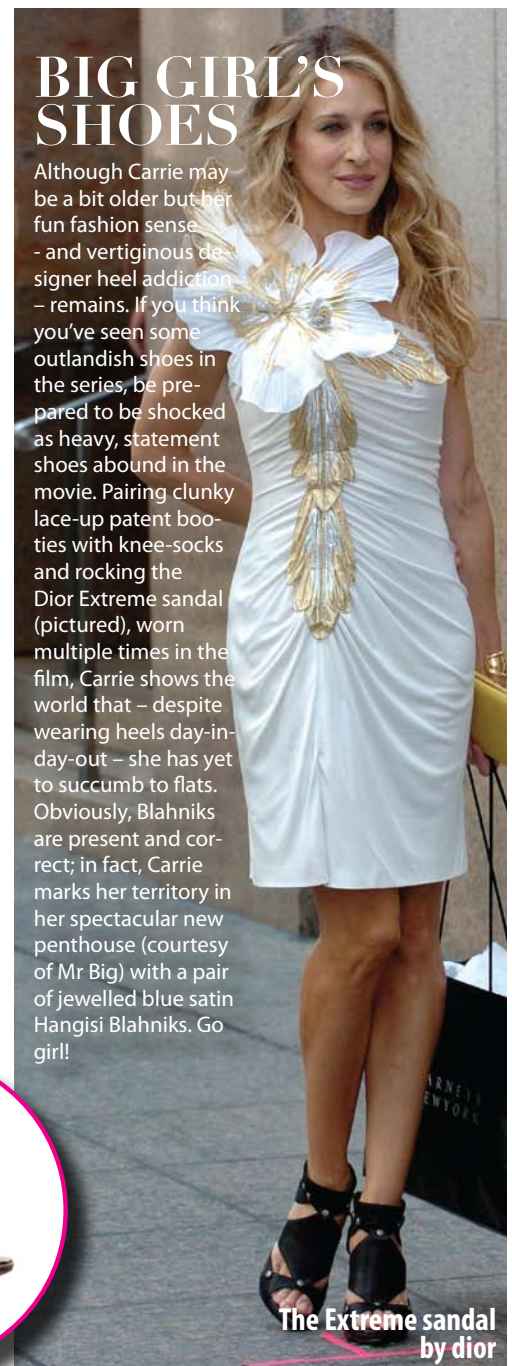 BIG GIRL'S
SHOES
Although Carrie may
be a bit older but her
fun fashion sense
- and vertiginous de-
signer heel addiction
– remains. If you think
you've seen some
outlandish shoes in
the series, be pre-
pared to be shocked
as heavy, statement
shoes abound in the
movie. Pairing clunky
lace-up patent boo-
ties with knee-socks
and rocking the
Dior Extreme sandal
(pictured), worn
multiple times in the
film, Carrie shows the
world that – despite
wearing heels day-in-
day-out – she has yet
to succumb to flats.
Obviously, Blahniks
are present and cor-
rect; in fact, Carrie
marks her territory in
her spectacular new
penthouse (courtesy
of Mr Big) with a pair
of jewelled blue satin
Hangisi Blahniks. Go
girl!
ARNEYS
EWYORK
The Extreme sandal
by dior